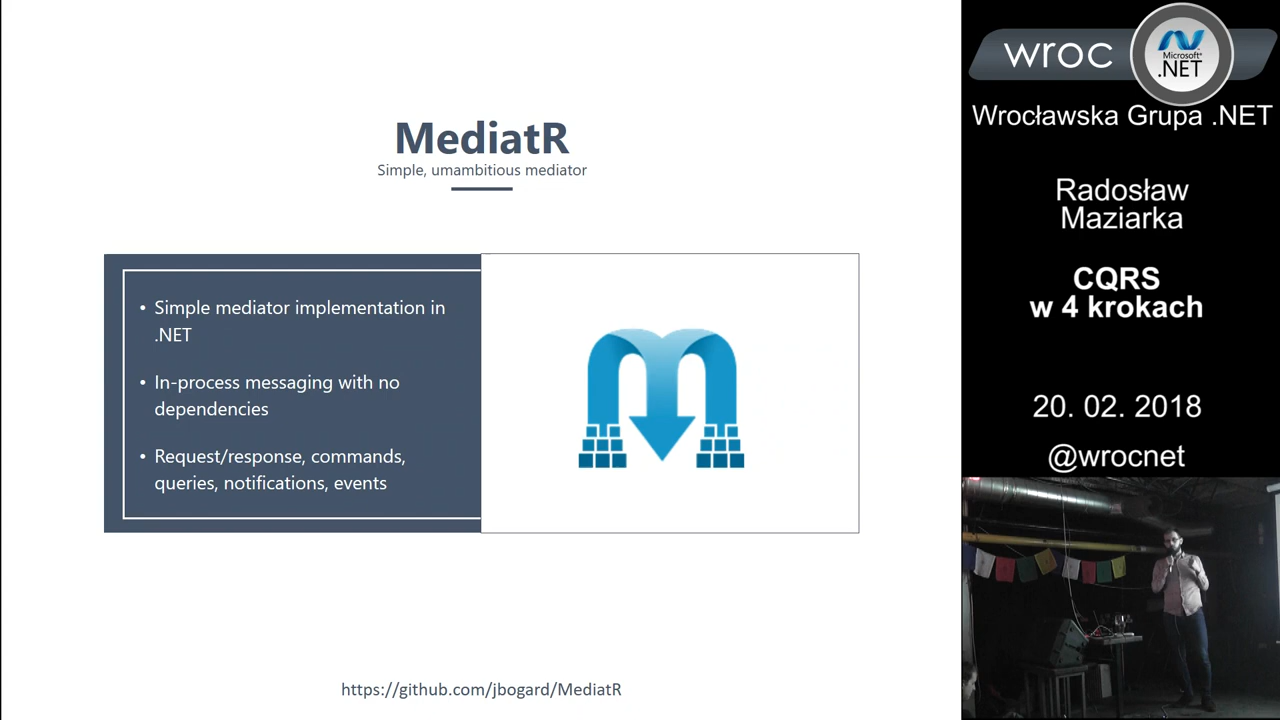 MediatR
Simple, umambitious mediator
• Simple mediator implementation in
.NET
• In-process messaging with no
dependencies
• Request/response, commands,
queries, notifications, events
https://github.com/jbogard/MediatR
wroc
Microsoft®
.NET
Wrocławska Grupa .NET
Radosław
Maziarka
CQRS
w 4 krokach
20. 02. 2018
@wrocnet